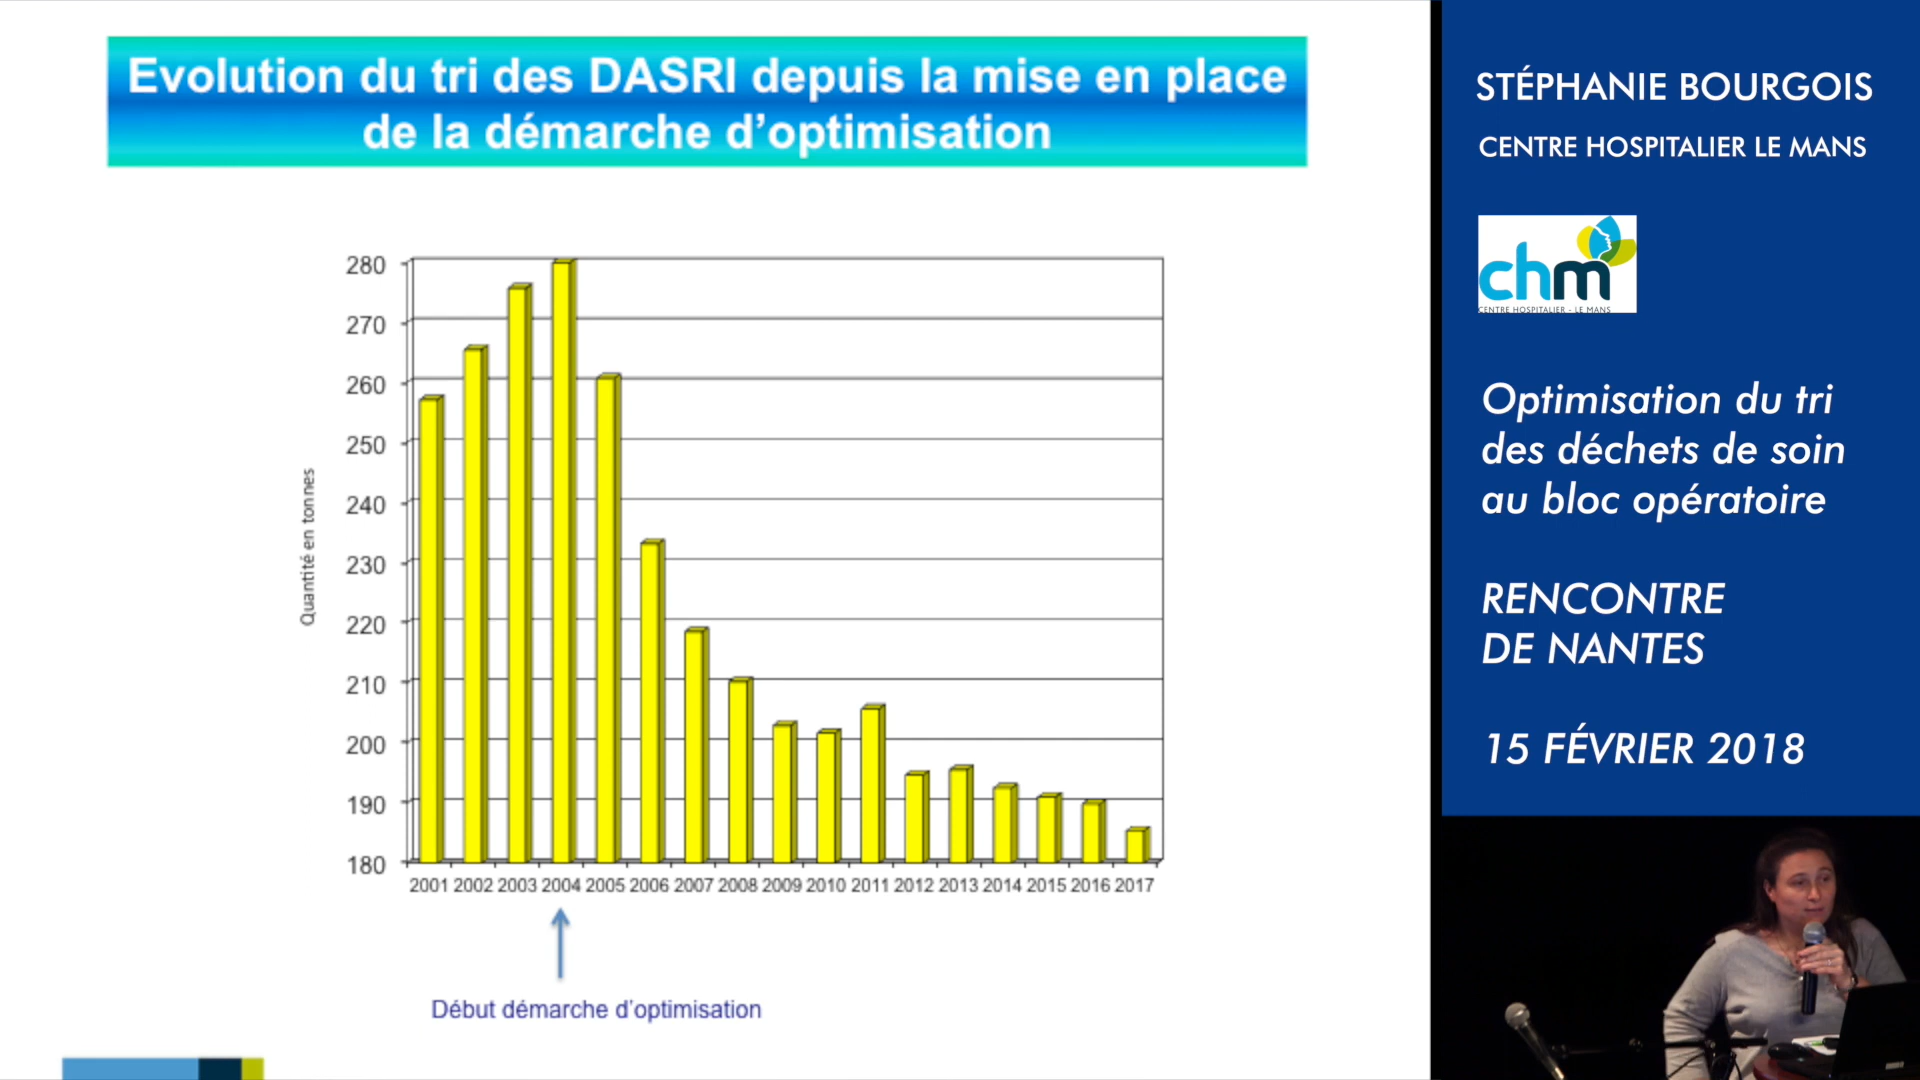 Evolution du tri des DASRI depuis la mise en place
de la démarche d'optimisation
280
270
260
250
240
230
220
210
200
190
180
Quantité en tonnes
2001 2002 2003 2004 2005 2006 2007 2008 2009 2010 2011 2012 2013 2014 2015 2016 2017
Début démarche d'optimisation
STÉPHANIE BOURGOIS
CENTRE HOSPITALIER LE MANS
chm
CENTRE HOSPITALIER - LE MANS
Optimisation du tri
des déchets de soin
au bloc opératoire
RENCONTRE
DE NANTES
15 FÉVRIER 2018